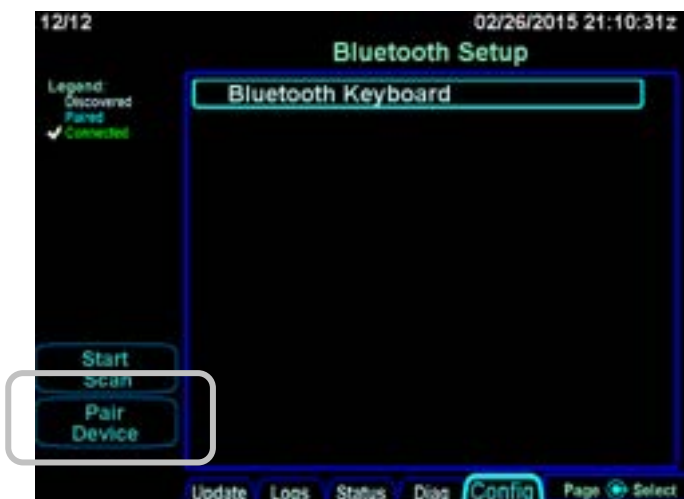 12/12 02/26/2015 21:10:31z
Bluetooth Setup
Legend:
Discovered
Paired
Connected
Bluetooth Keyboard
Start
Scan
Pair
Device
Update Logs Status Diag Config Page Select